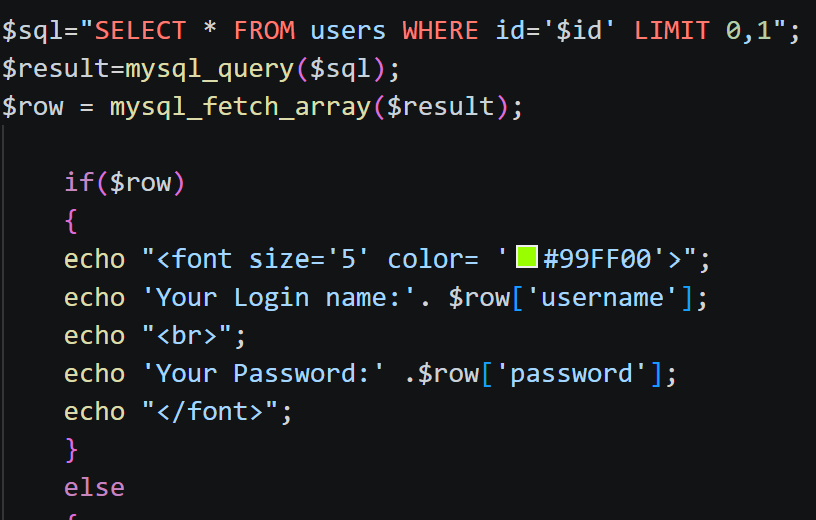 $sql="SELECT * FROM users WHERE id='$id' LIMIT 0,1";
$result=mysql_query($sql);
$row = mysql_fetch_array($result);
if($row)
{
echo "<font size='5' color= '#99FF00'>";
echo 'Your Login name:'. $row['username'];
echo "<br>";
echo 'Your Password:' .$row['password'];
echo "</font>";
}
else
{